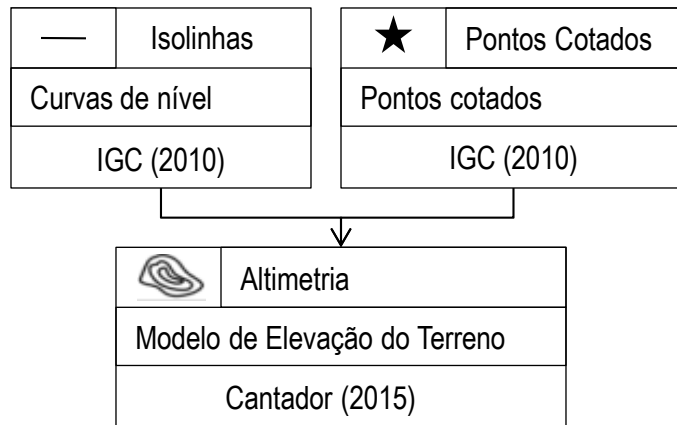 Isolinhas
Curvas de nível
IGC (2010)
Pontos Cotados
Pontos cotados
IGC (2010)
Altimetria
Modelo de Elevação do Terreno
Cantador (2015)